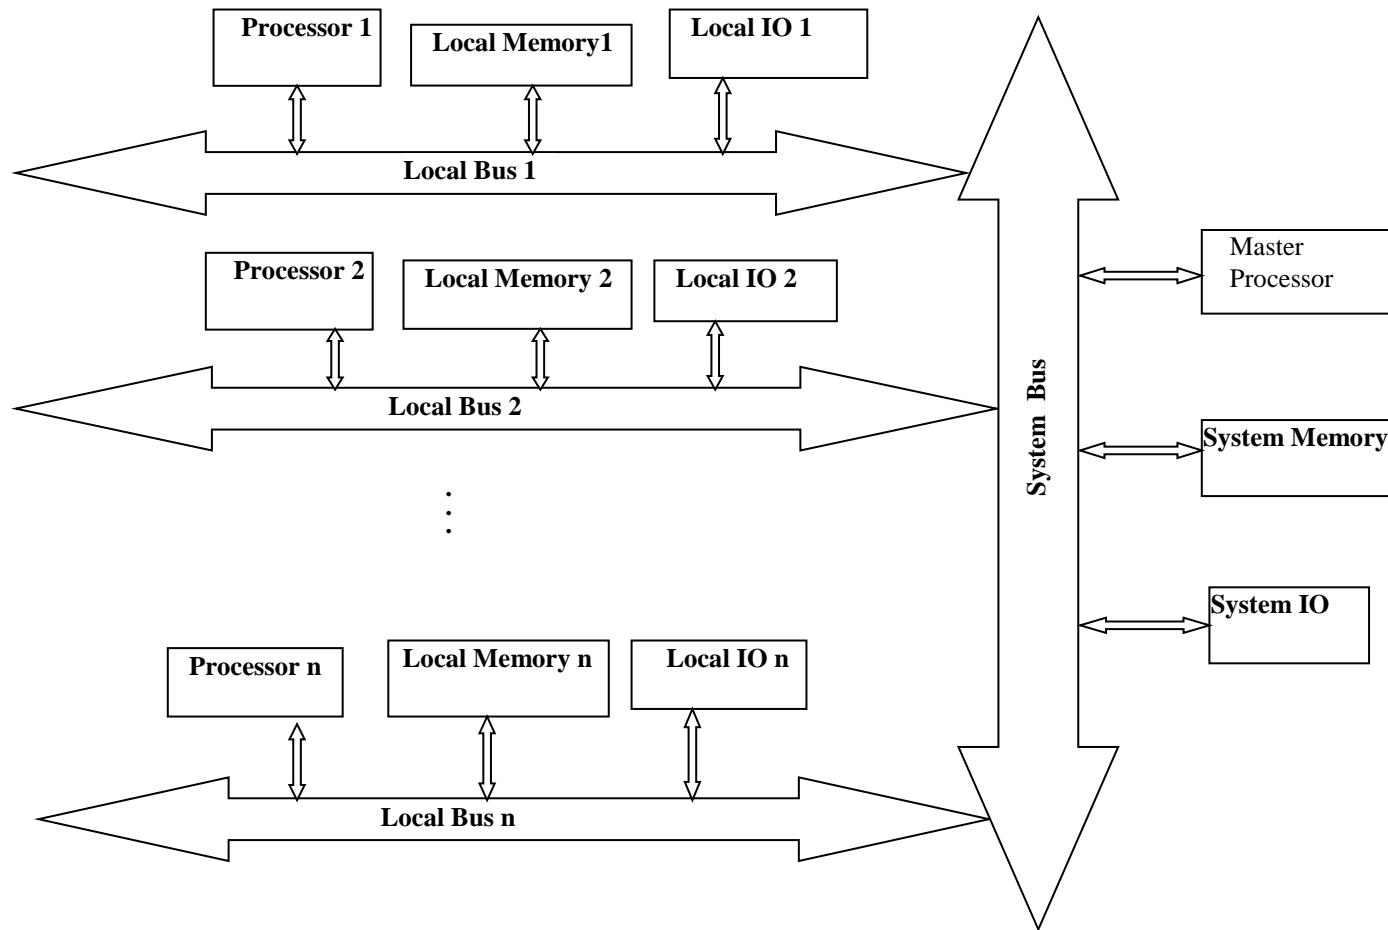 Processor 1
Local Memory1
Local IO 1
Local Bus 1
Processor 2
Local Memory 2
Local IO 2
Local Bus 2
Processor n
Local Memory n
Local IO n
Local Bus n
System Bus
Master
Processor
System Memory
System IO